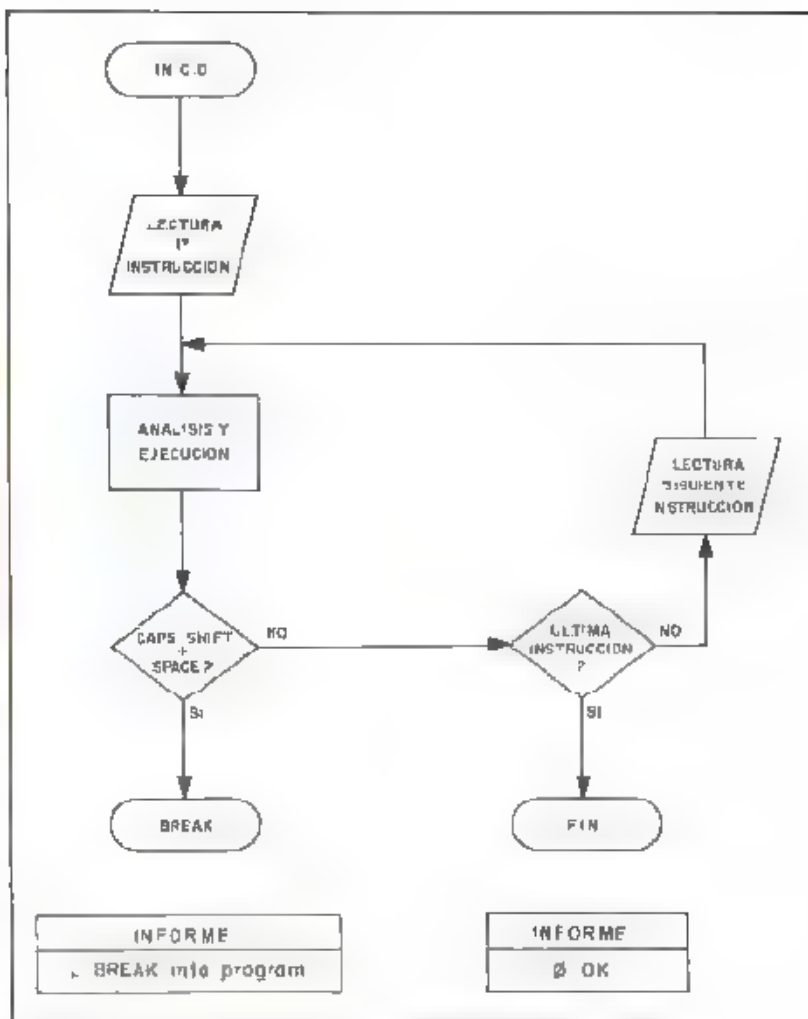 INICIO
LECTURA
1ª
INSTRUCCION
ANALISIS Y
EJECUCION
LECTURA
SIGUIENTE
INSTRUCCION
CAPS SHIFT
+
SPACE?
NO
SI
ULTIMA
INSTRUCCION
?
NO
SI
BREAK
FIN
INFORME
BREAK into program
INFORME
Ø OK